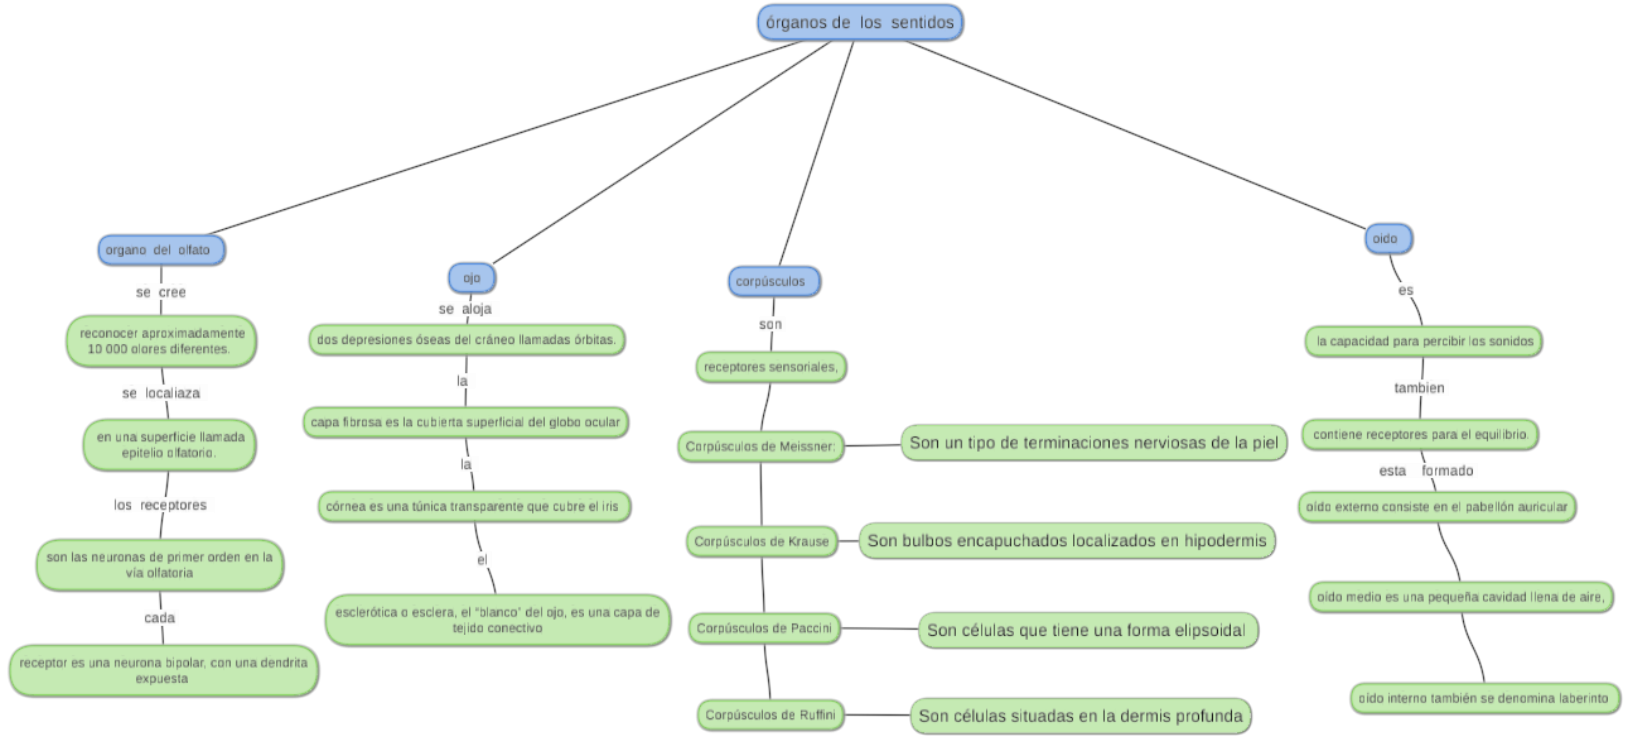 órganos de los sentidos
organo del olfato
se cree
reconocer aproximadamente
10 000 olores diferentes.
se localiaza
en una superficie llamada
epitelio olfatorio.
los receptores
son las neuronas de primer orden en la
vía olfatoria
cada
receptor es una neurona bipolar, con una dendrita
expuesta
ojo
se aloja
dos depresiones óseas del cráneo llamadas órbitas.
la
capa fibrosa es la cubierta superficial del globo ocular
la
córnea es una túnica transparente que cubre el iris
el
esclerótica o esclera, el "blanco" del ojo, es una capa de
tejido conectivo
corpúsculos
son
receptores sensoriales,
Corpúsculos de Meissner:
Son un tipo de terminaciones nerviosas de la piel
Corpúsculos de Krause
Son bulbos encapuchados localizados en hipodermis
Corpúsculos de Paccini
Son células que tiene una forma elipsoidal
Corpúsculos de Ruffini
Son células situadas en la dermis profunda
oido
es
la capacidad para percibir los sonidos
tambien
contiene receptores para el equilibrio.
esta formado
oído externo consiste en el pabellón auricular
oído medio es una pequeña cavidad llena de aire,
oído interno también se denomina laberinto